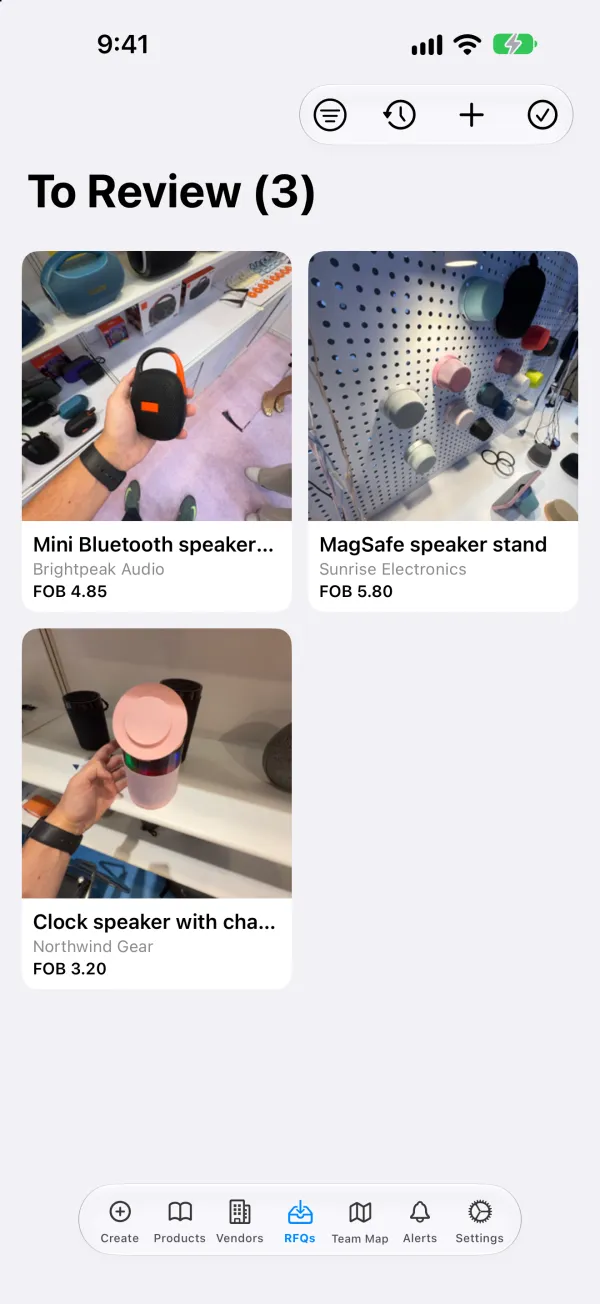 9:41
To Review (3)
Mini Bluetooth speaker...
Brightpeak Audio
FOB 4.85
MagSafe speaker stand
Sunrise Electronics
FOB 5.80
Clock speaker with cha...
Northwind Gear
FOB 3.20
Create
Products
Vendors
RFQs
Team Map
Alerts
Settings